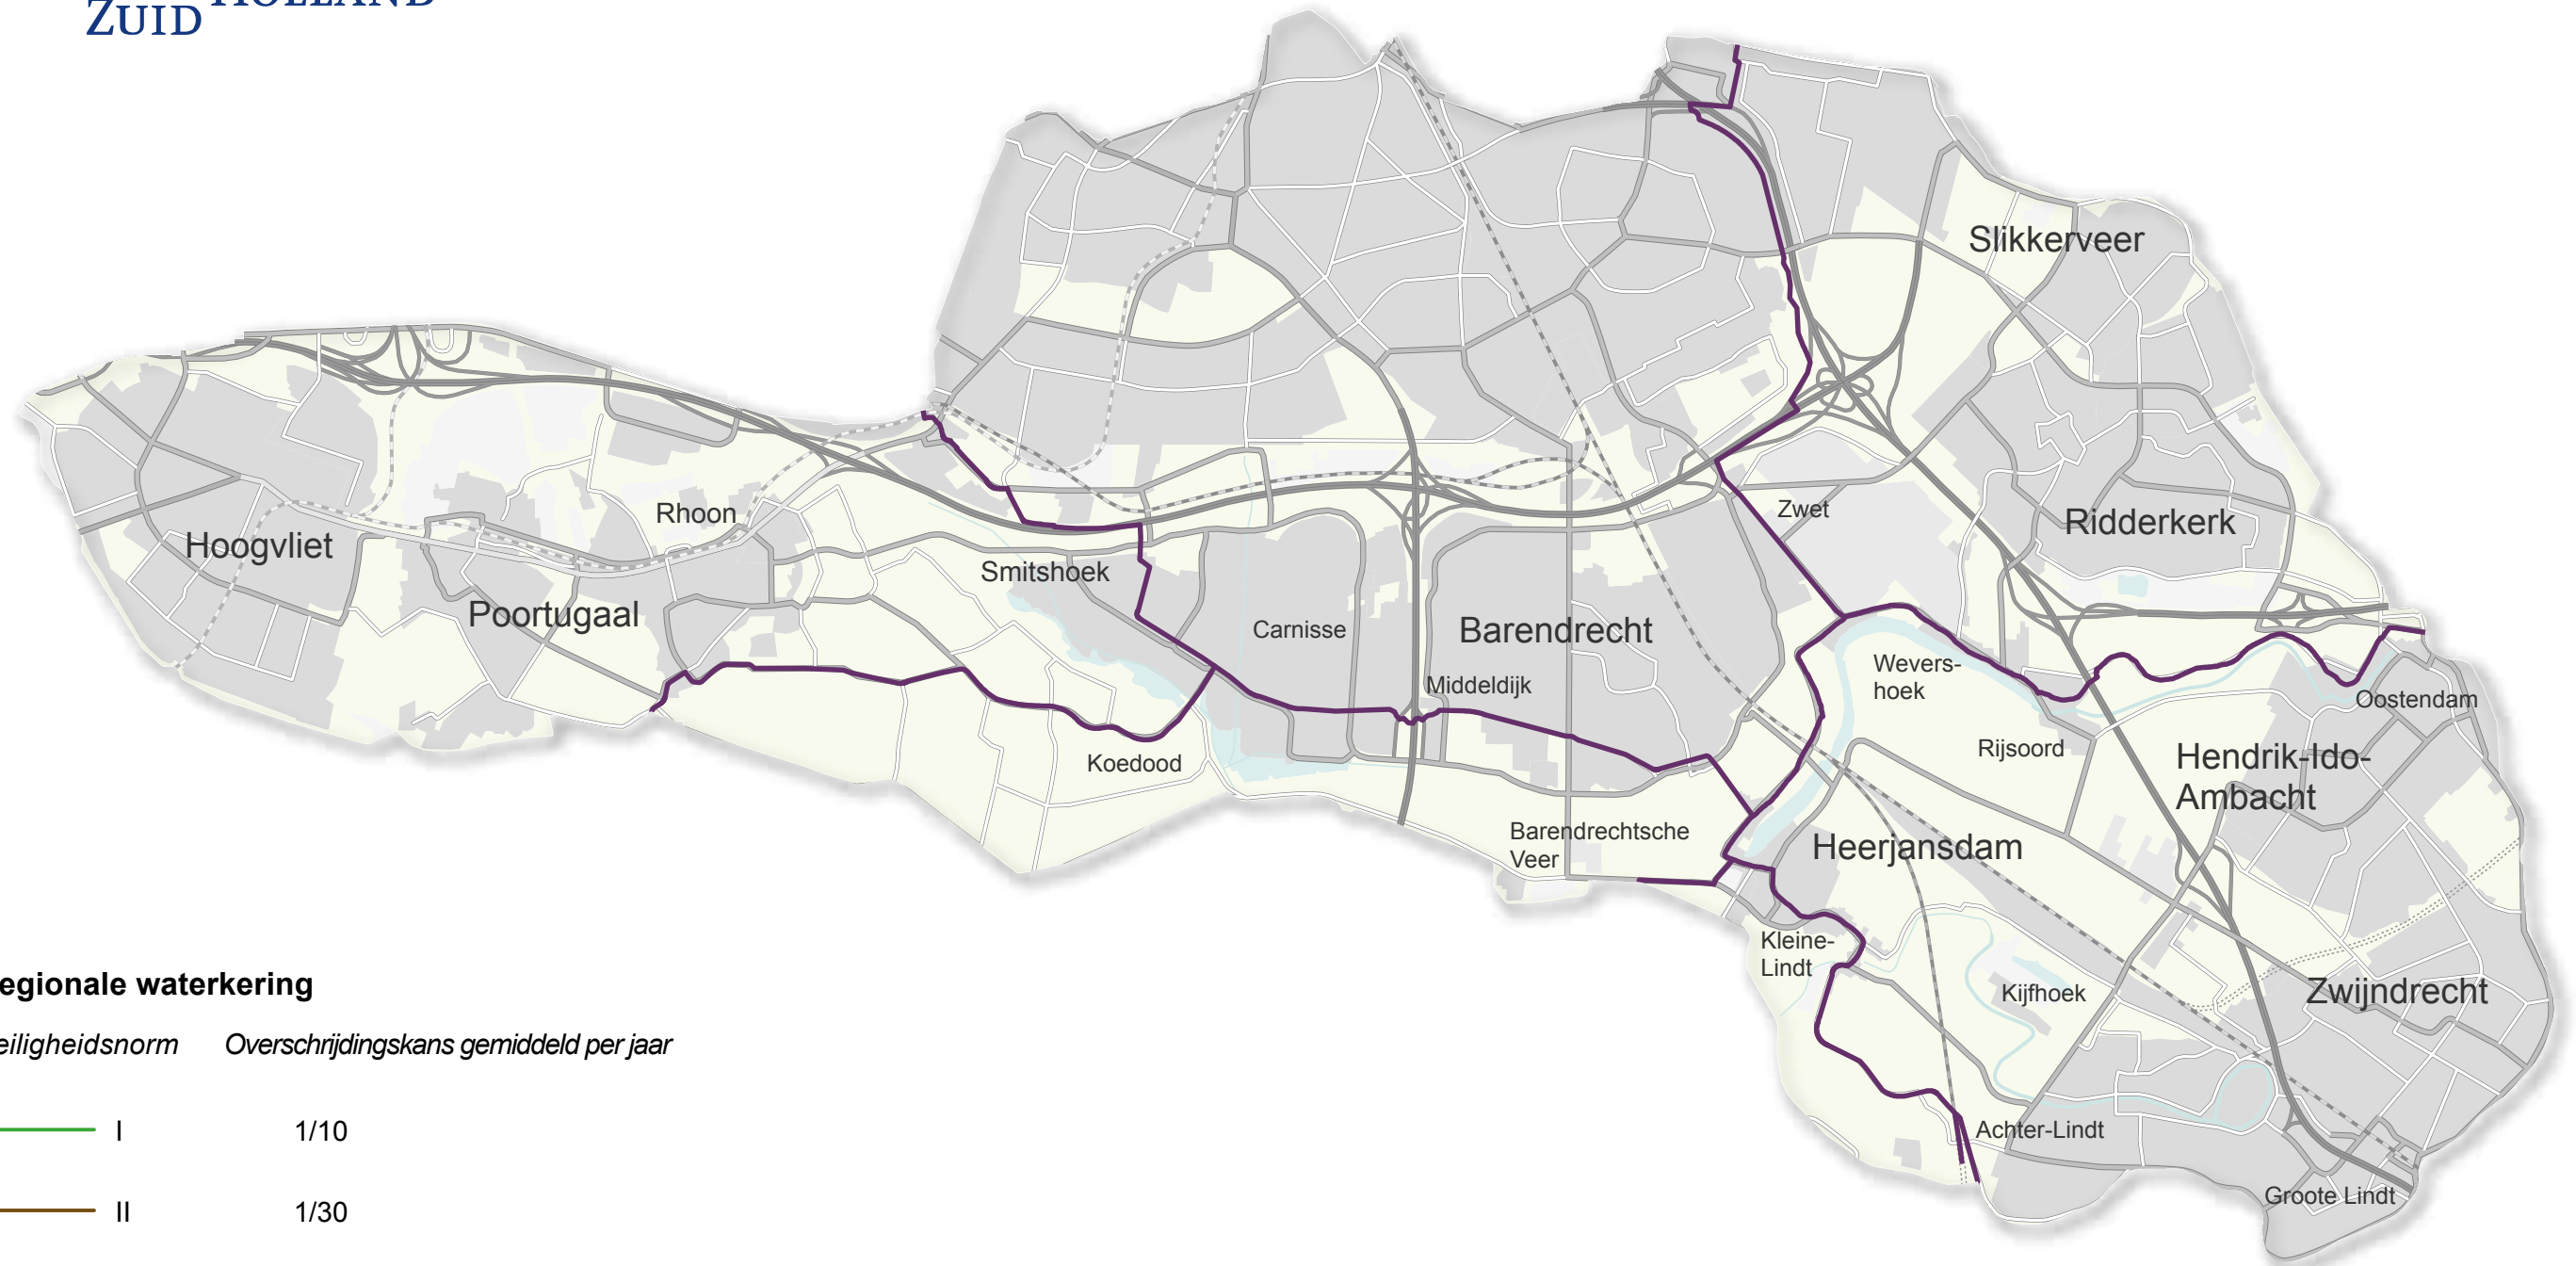 ZUID
Slikkerveer
Rhoon
Zwet
Ridderkerk
Hoogvliet
Smitshoek
Poortugaal
Carnisse
Barendrecht
Wevers-
hoek
Middeldijk
Oostendam
Rijsoord
Koedood
Hendrik-Ido-
Ambacht
Barendrechtsche
Veer
Heerjansdam
Kleine-
Lindt
Kijfhoek
Zwijndrecht
Achter-Lindt
Groote Lindt
egionale waterkering
eiligheidsnorm Overschrijdingskans gemiddeld per jaar
I 1/10
II 1/30